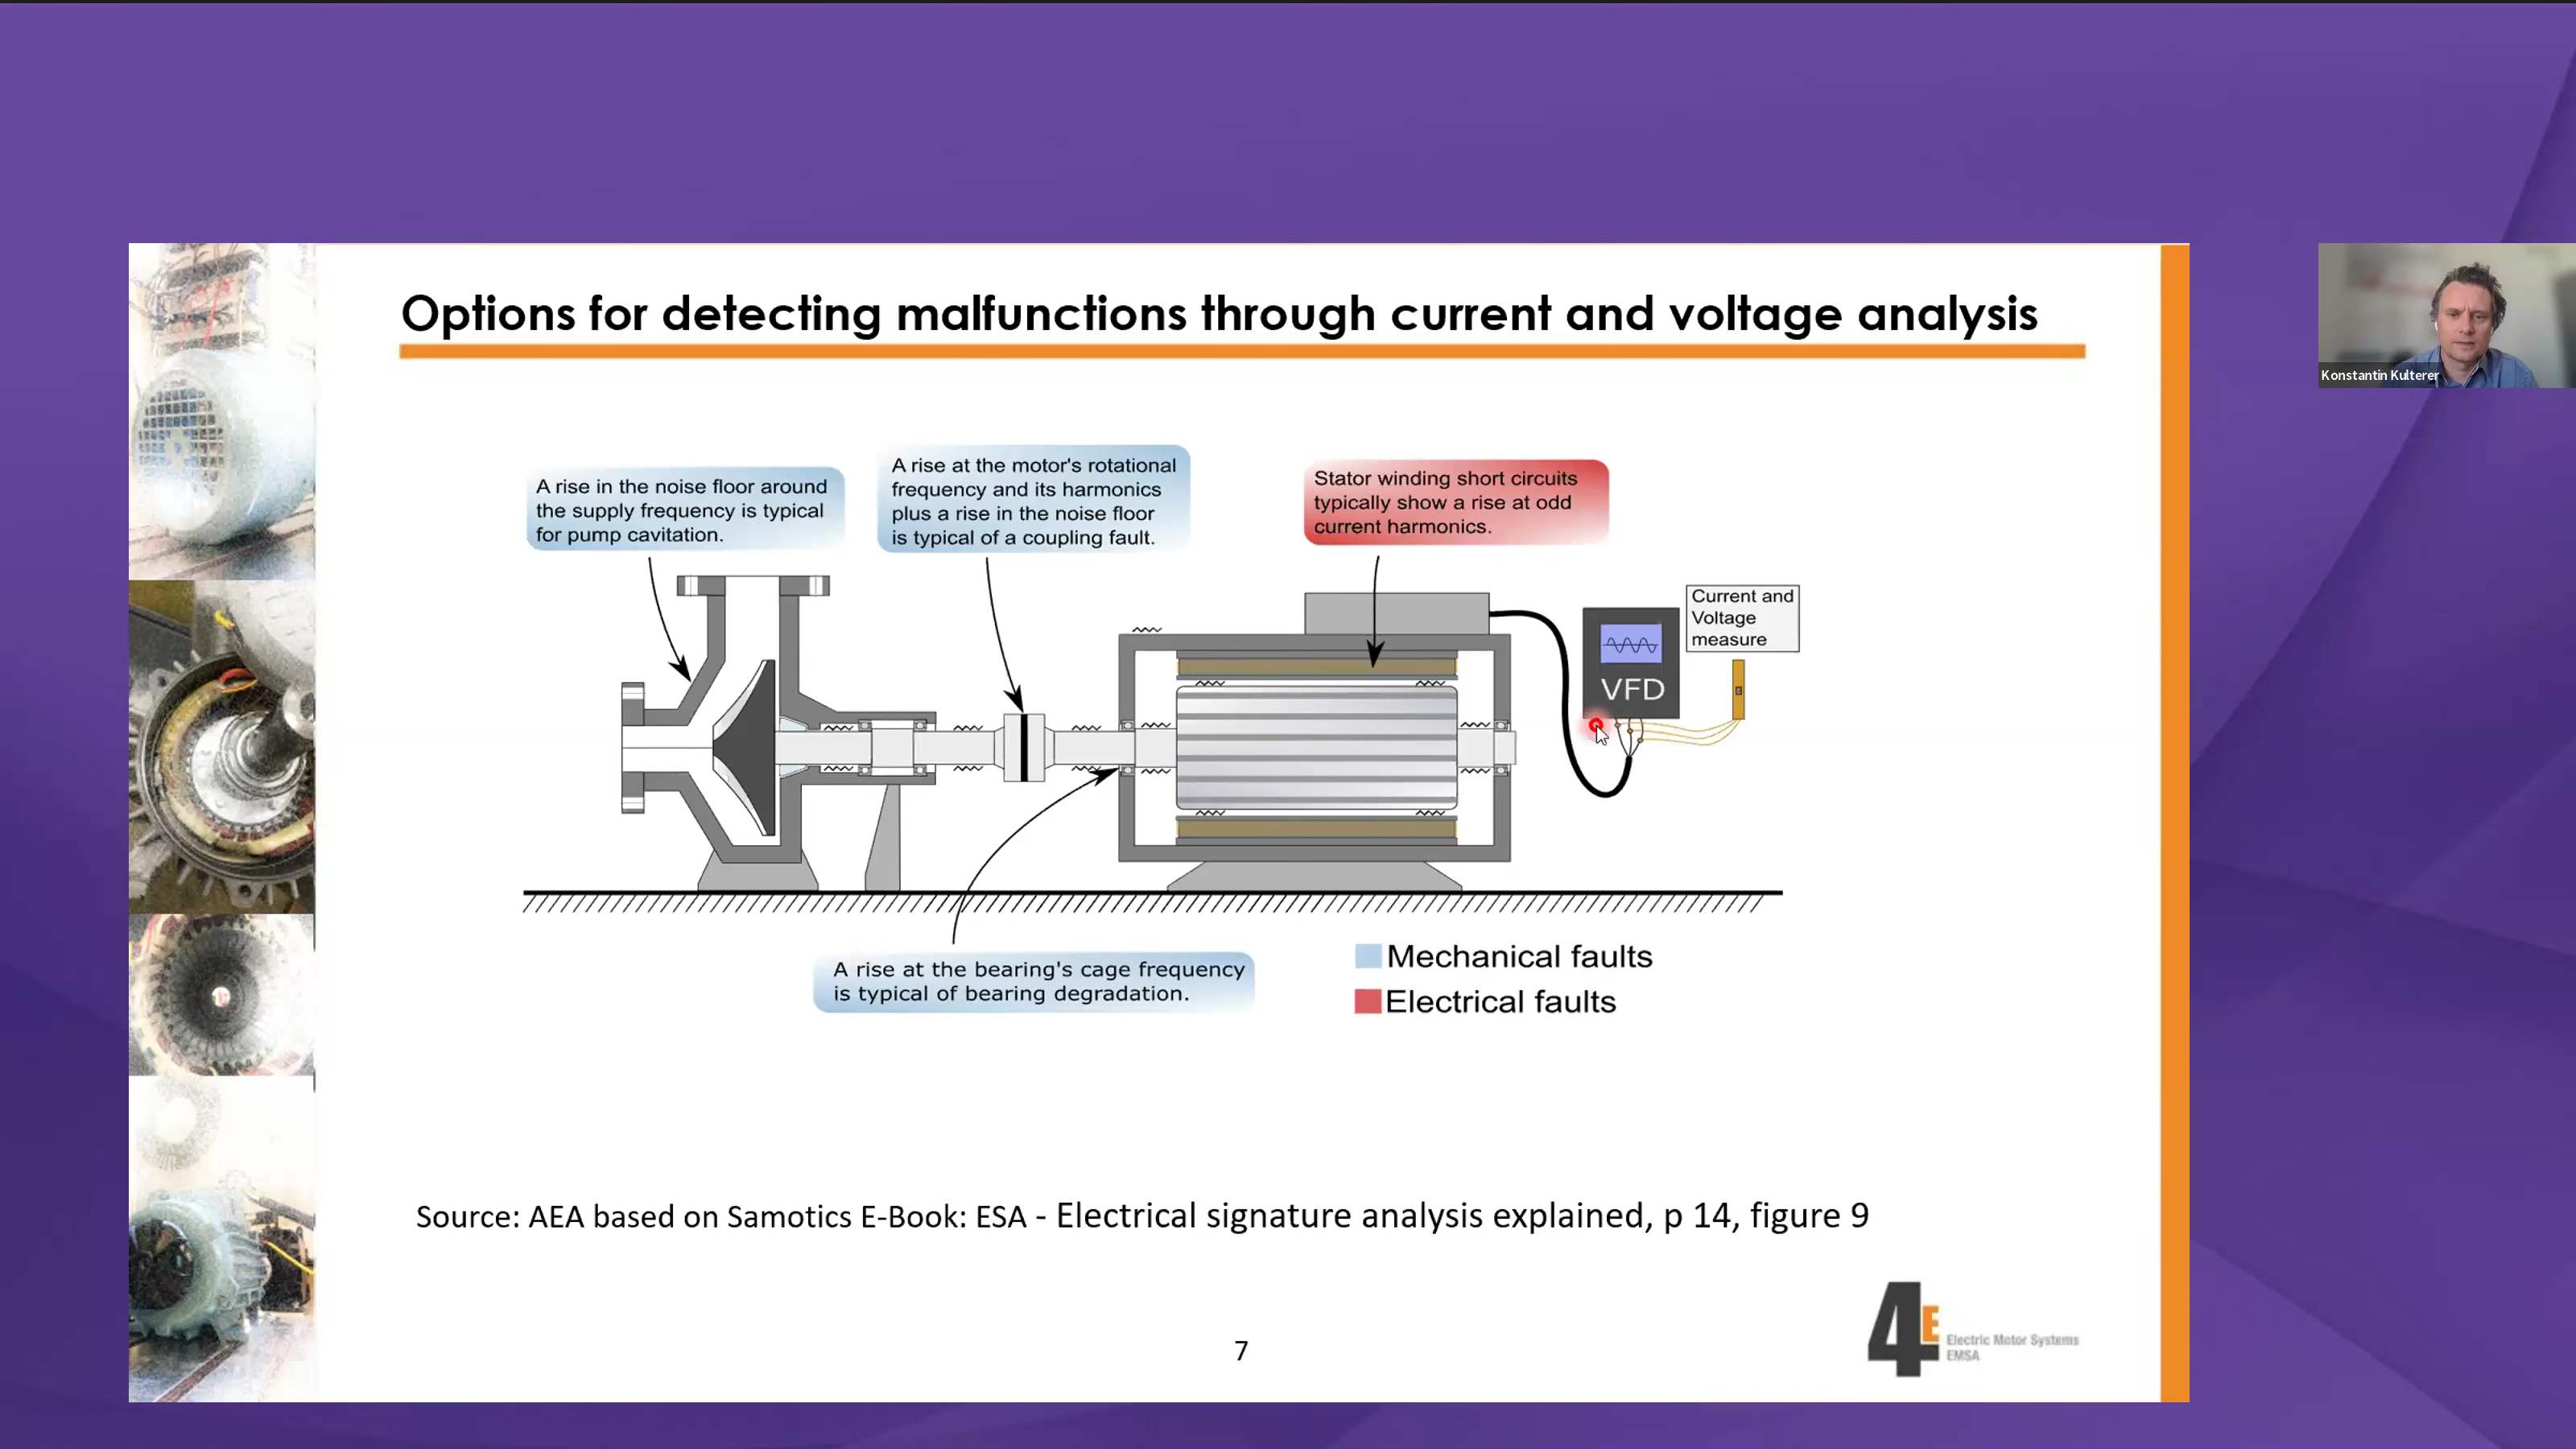 Options for detecting malfunctions through current and voltage analysis
A rise in the noise floor around
the supply frequency is typical
for pump cavitation.
A rise at the motor's rotational
frequency and its harmonics
plus a rise in the noise floor
is typical of a coupling fault.
Stator winding short circuits
typically show a rise at odd
current harmonics.
Current and
Voltage
measure
VFD
A rise at the bearing's cage frequency
is typical of bearing degradation.
Mechanical faults
Electrical faults
Source: AEA based on Samotics E-Book: ESA - Electrical signature analysis explained, p 14, figure 9
7
4E
Electric Motor Systems
EMSA
Konstantin Kulterer